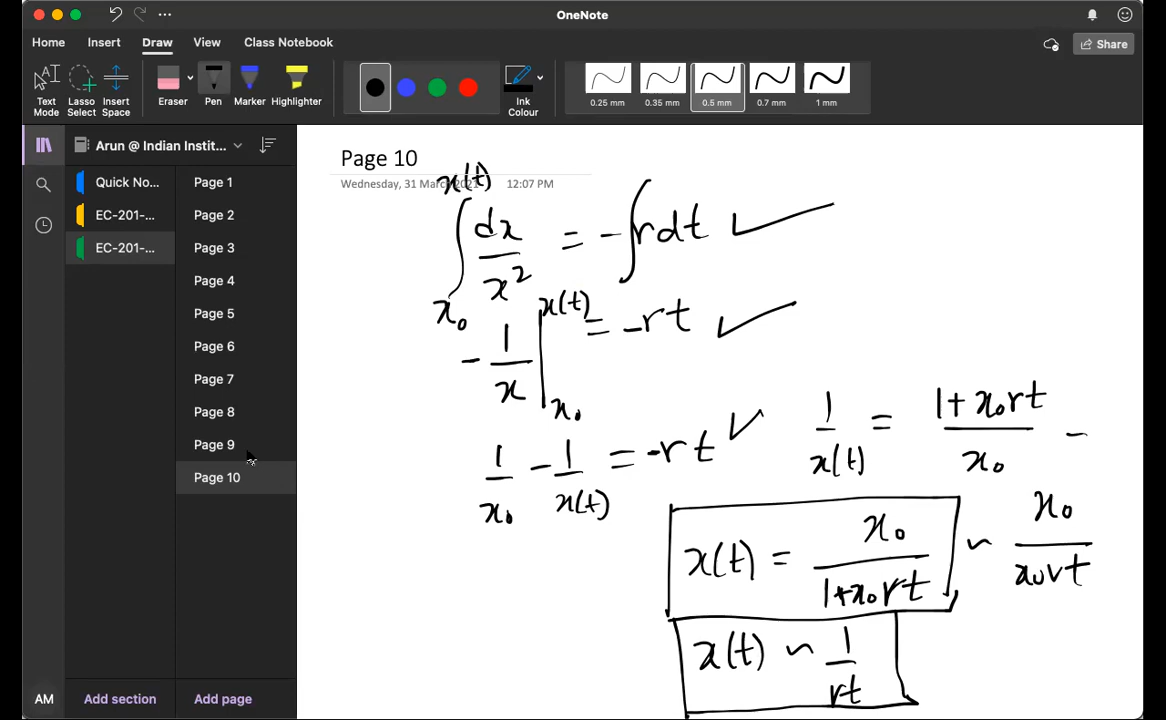 OneNote
Home Insert Draw View Class Notebook
Share
Text Mode
Lasso Select
Insert Space
Eraser
Pen
Marker
Highlighter
Ink Colour
0.25 mm
0.35 mm
0.5 mm
0.7 mm
1 mm
Arun @ Indian Instit...
Quick No...
EC-201-...
EC-201-...
Page 1
Page 2
Page 3
Page 4
Page 5
Page 6
Page 7
Page 8
Page 9
Page 10
AM
Add section
Add page
Page 10
Wednesday, 31 March 2021 12:07 PM
∫_{x₀}^{x(t)} dx/x² = -∫rdt ✓
-1/x |_{x₀}^{x(t)} = -rt ✓
1/x₀ - 1/x(t) = -rt ✓
1/x(t) = (1+x₀rt)/x₀ -
x(t) = x₀/(1+x₀rt) ~ x₀/(x₀rt)
x(t) ~ 1/rt